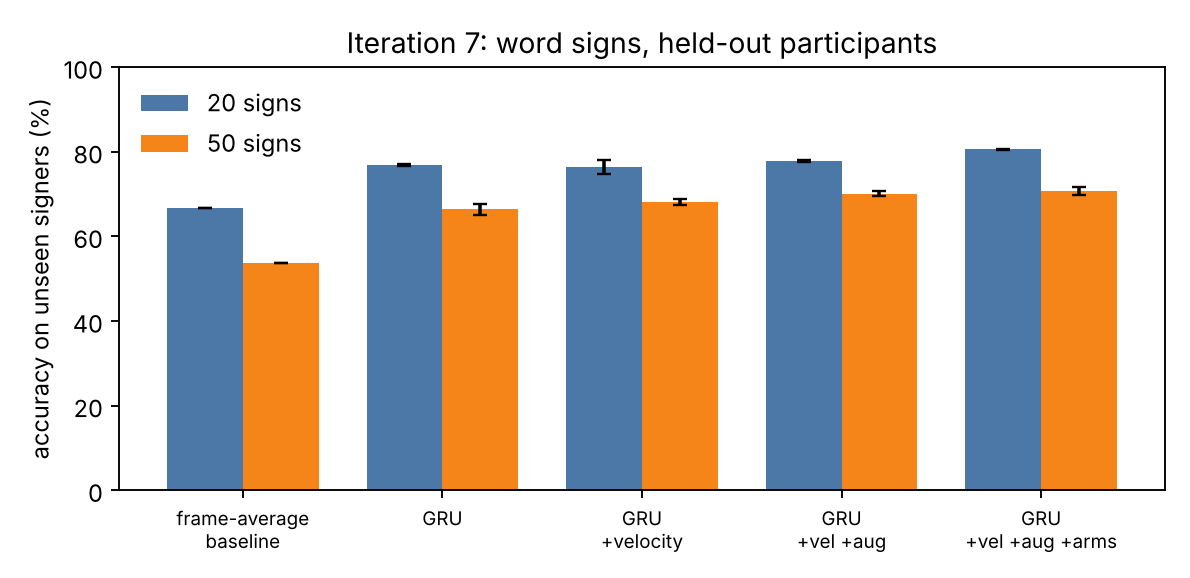 Iteration 7: word signs, held-out participants
accuracy on unseen signers (%)
100
80
60
40
20
0
20 signs
50 signs
frame-average
baseline
GRU
GRU
+velocity
GRU
+vel +aug
GRU
+vel +aug +arms